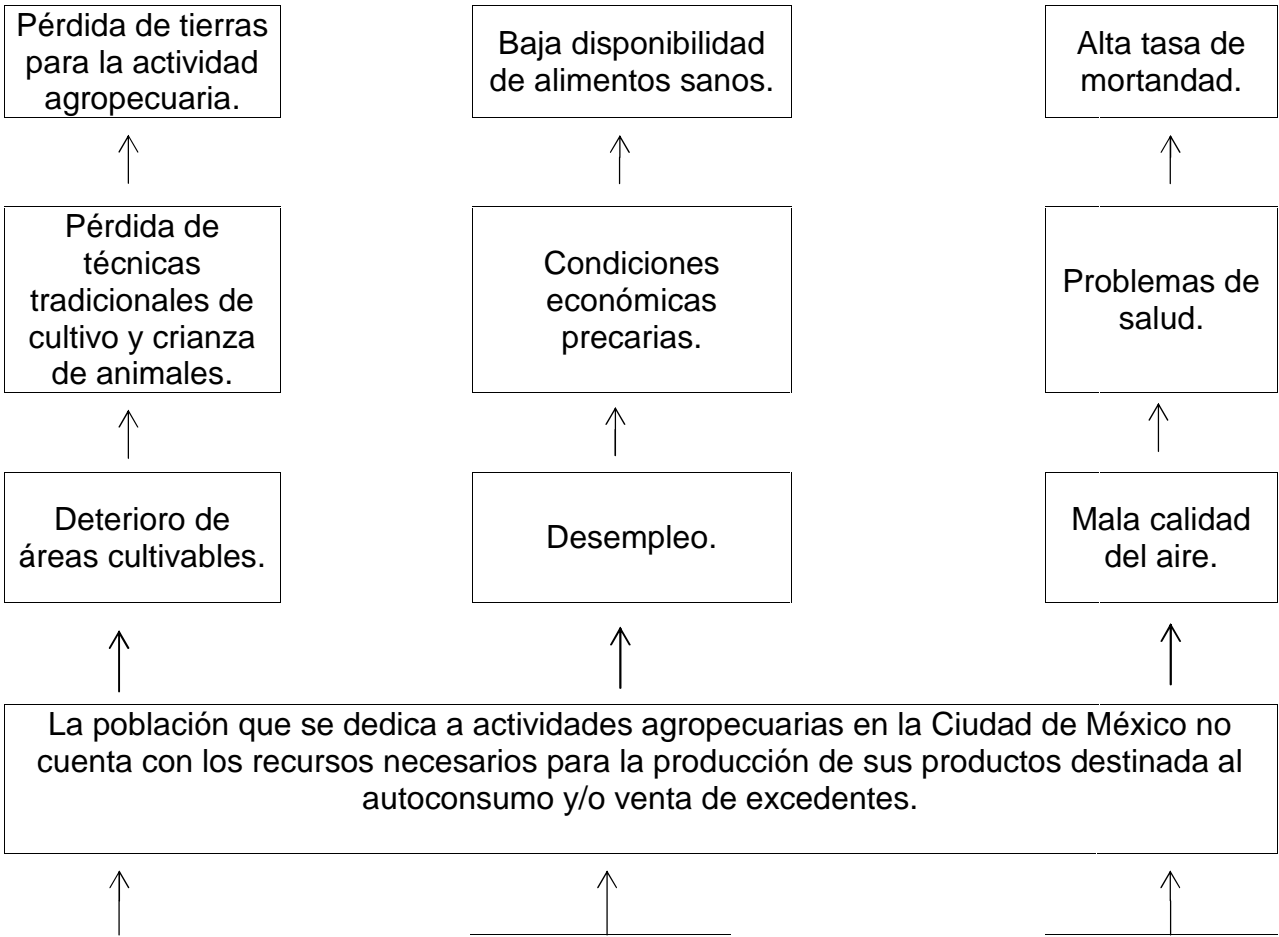 Pérdida de tierras
para la actividad
agropecuaria.
Baja disponibilidad
de alimentos sanos.
Alta tasa de
mortandad.
Pérdida de
técnicas
tradicionales de
cultivo y crianza
de animales.
Condiciones
económicas
precarias.
Problemas de
salud.
Deterioro de
áreas cultivables.
Desempleo.
Mala calidad
del aire.
La población que se dedica a actividades agropecuarias en la Ciudad de México no
cuenta con los recursos necesarios para la producción de sus productos destinada al
autoconsumo y/o venta de excedentes.